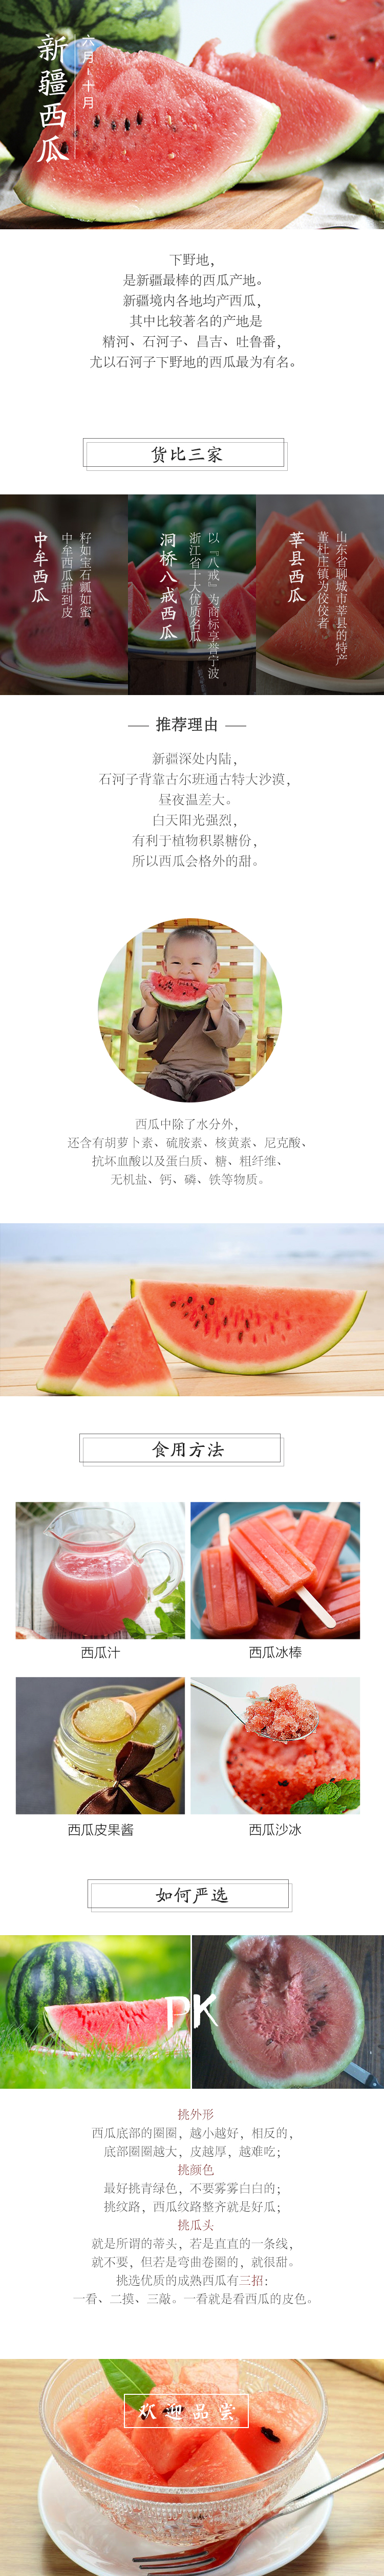 新疆西瓜
六月-十月
下野地，
是新疆最棒的西瓜产地。
新疆境内各地均产西瓜，
其中比较著名的产地是
精河、石河子、昌吉、吐鲁番，
尤以石河子下野地的西瓜最为有名。
货比三家
中牟西瓜
中牟西瓜甜到皮
籽如宝石瓤如蜜
洞桥八戒西瓜
浙江省十大优质名瓜
以『八戒』为商标享誉宁波
莘县西瓜
董杜庄镇为佼佼者
山东省聊城市莘县的特产
推荐理由
新疆深处内陆，
石河子背靠古尔班通古特大沙漠，
昼夜温差大。
白天阳光强烈，
有利于植物积累糖份，
所以西瓜会格外的甜。
西瓜中除了水分外，
还含有胡萝卜素、硫胺素、核黄素、尼克酸、
抗坏血酸以及蛋白质、糖、粗纤维、
无机盐、钙、磷、铁等物质。
食用方法
西瓜汁
西瓜冰棒
西瓜皮果酱
西瓜沙冰
如何严选
PK
挑外形
西瓜底部的圈圈，越小越好，相反的，
底部圈圈越大，皮越厚，越难吃；
挑颜色
最好挑青绿色，不要雾雾白白的；
挑纹路，西瓜纹路整齐就是好瓜；
挑瓜头
就是所谓的蒂头，若是直直的一条线，
就不要，但若是弯曲卷圈的，就很甜。
挑选优质的成熟西瓜有三招：
一看、二摸、三敲。一看就是看西瓜的皮色。
欢迎品尝